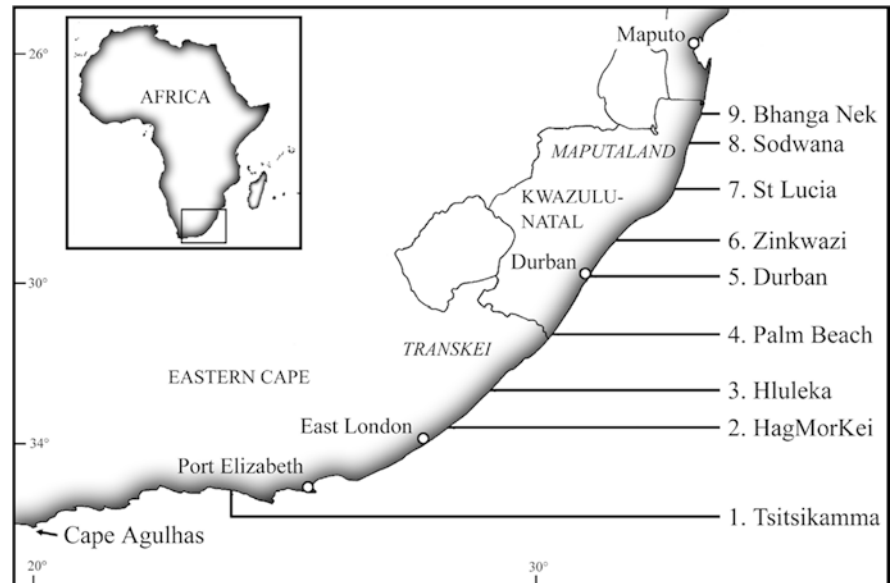 Maputo
26°
AFRICA
9. Bhanga Nek
MAPUTALAND
8. Sodwana
KWAZULU-
NATAL
7. St Lucia
6. Zinkwazi
Durban
5. Durban
30°
4. Palm Beach
TRANSKEI
EASTERN CAPE
3. Hluleka
East London
2. HagMorKei
34°
Port Elizabeth
1. Tsitsikamma
Cape Agulhas
20°
30°